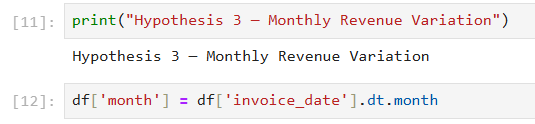 [11]: print("Hypothesis 3 — Monthly Revenue Variation")
Hypothesis 3 — Monthly Revenue Variation
[12]: df['month'] = df['invoice_date'].dt.month